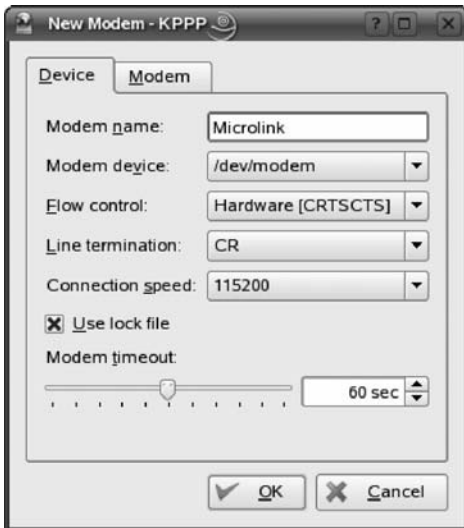 New Modem - KPPP
Device Modem
Modem name: Microlink
Modem device: /dev/modem
Flow control: Hardware [CRTSCTS]
Line termination: CR
Connection speed: 115200
Use lock file
Modem timeout:
60 sec
OK Cancel